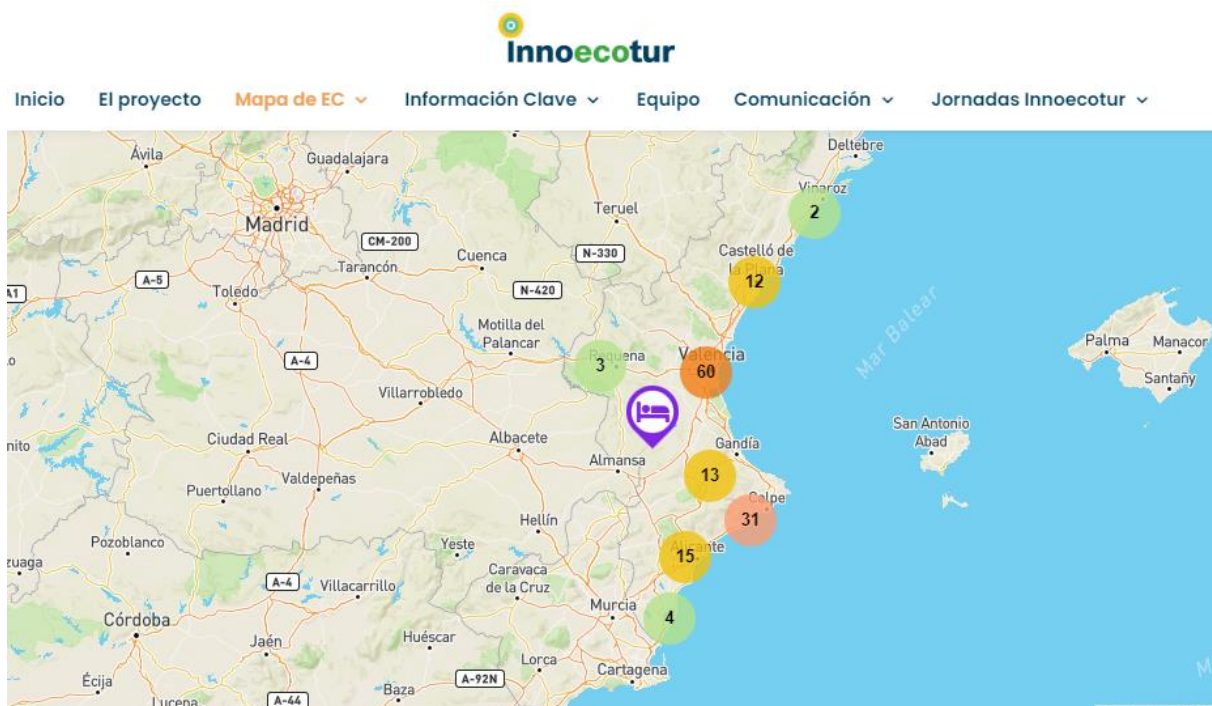 Innoecotur
Inicio El proyecto Mapa de EC Información Clave Equipo Comunicación Jornadas Innoecotur
Ávila
Guadalajara
Deltebre
Vinaroz
2
Madrid
Teruel
CM-200
Cuenca
N-330
Castelló de
la Plana
12
Tarancón
A-5
A1
Toledo
N-420
Mar Balear
Motilla del
Palancar
Requena
3
Valencia
60
Palma
Manacor
A-4
Santañy
Villarrobledo
San Antonio
Abad
Ciudad Real
Albacete
Gandía
Almansa
13
Valdepeñas
Puertollano
Calpe
31
Hellín
Pozoblanco
Yeste
Alicante
15
A-4
Villacarrillo
Caravaca
de la Cruz
Murcia
4
Córdoba
Jaén
Huéscar
Lorca
Cartagena
A-92N
Écija
Baza
Lucena
A-44